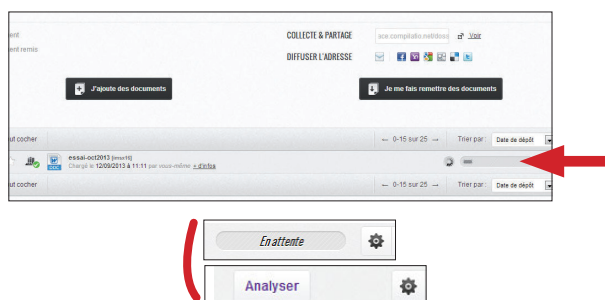 ent
COLLECTE & PARTAGE ace.compilatio.net/doss Voir
ent remis
DIFFUSER L'ADRESSE
J'ajoute des documents
Je me fais remettre des documents
ut cocher ← 0-15 sur 25 → Trier par : Date de dépôt
essai-oct2013
Chargé le 12/09/2013 à 11:11 par vous-même. + d'infos
ut cocher ← 0-15 sur 25 → Trier par : Date de dépôt
En attente
Analyser